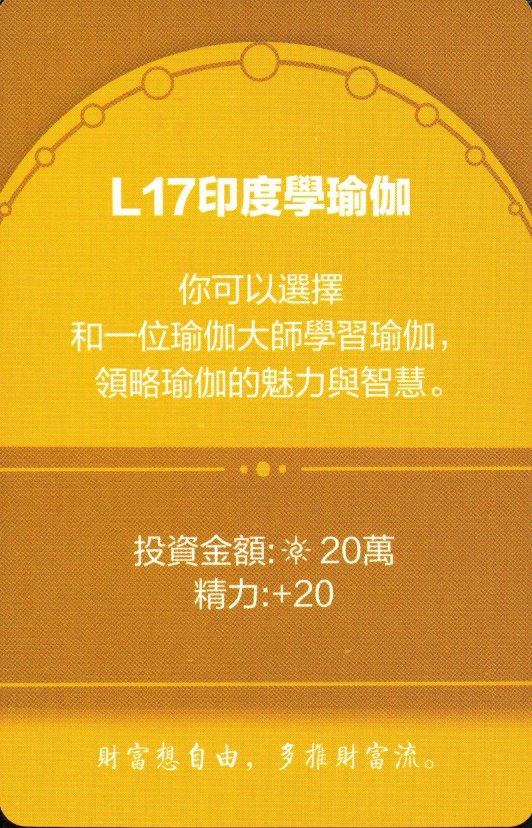 L17印度學瑜伽
你可以選擇
和一位瑜伽大師學習瑜伽，
領略瑜伽的魅力與智慧。
投資金額: 20萬
精力:+20
財富想自由，多推財富流。